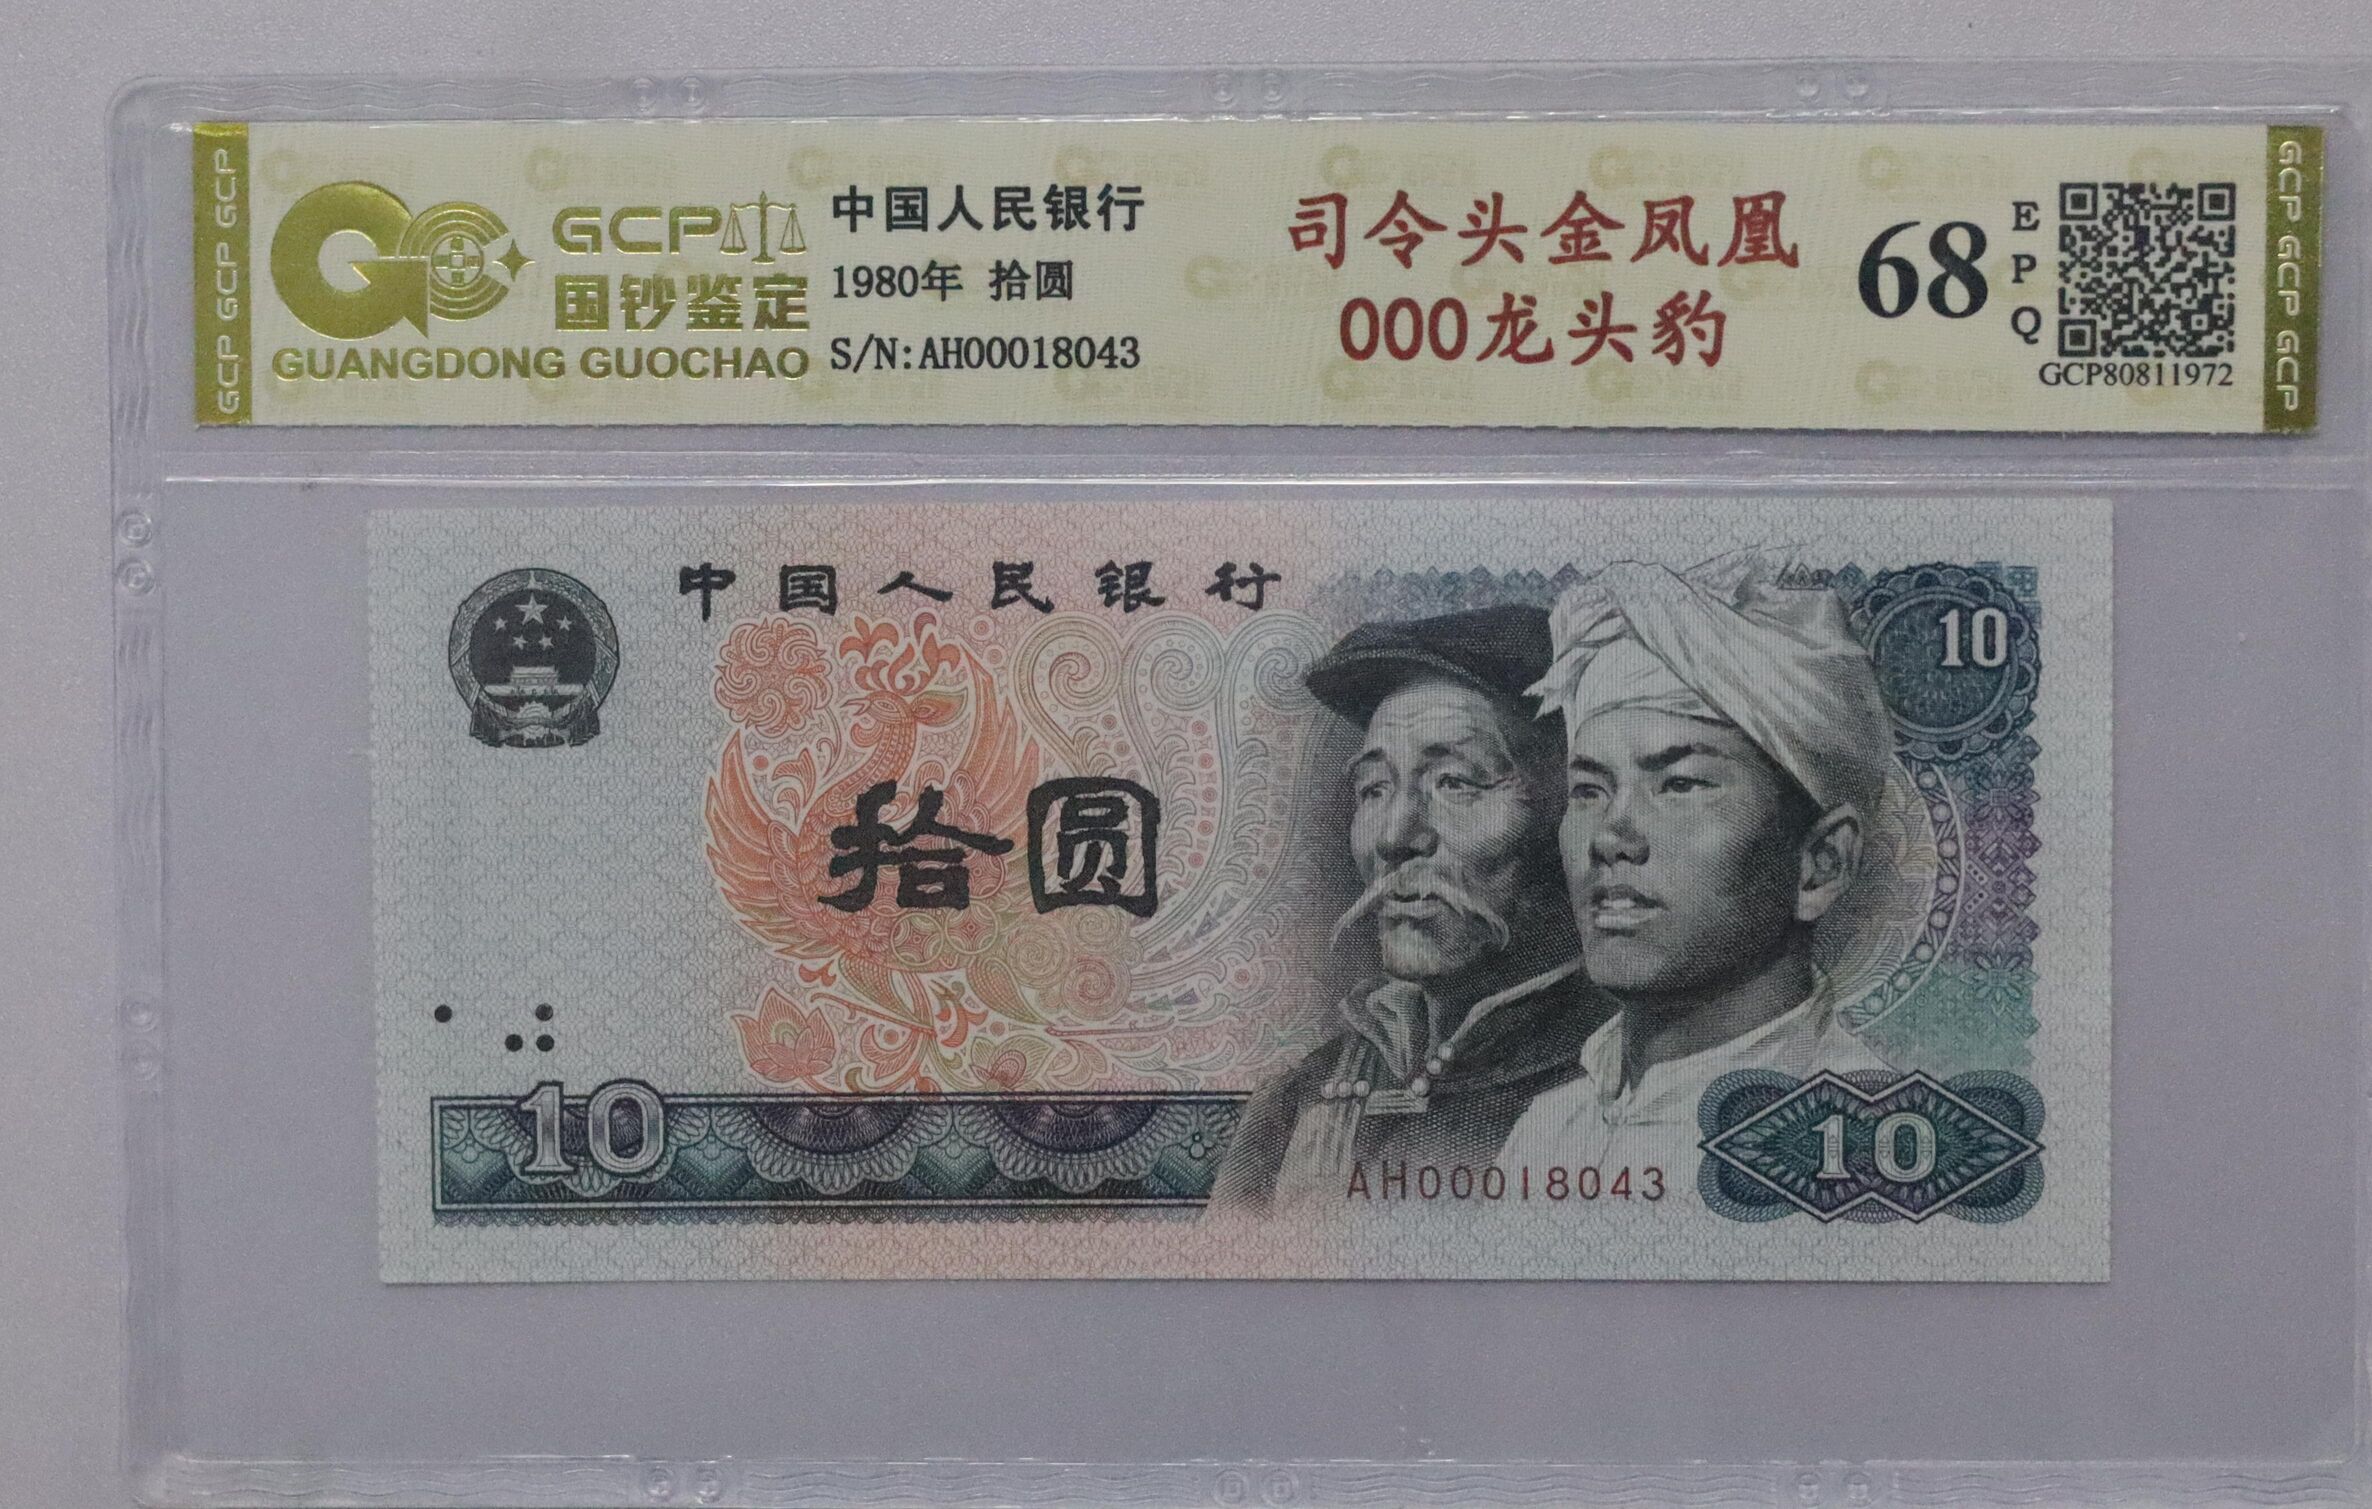 GCP GCP GCP
GCP
国钞鉴定
GUANGDONG GUOCHAO
中国人民银行
1980年 拾圆
S/N:AH00018043
司令头金凤凰
000龙头豹
68
EPQ
GCP80811972
GCP GCP GCP
中国人民银行
10
拾圆
10
AH00018043
10